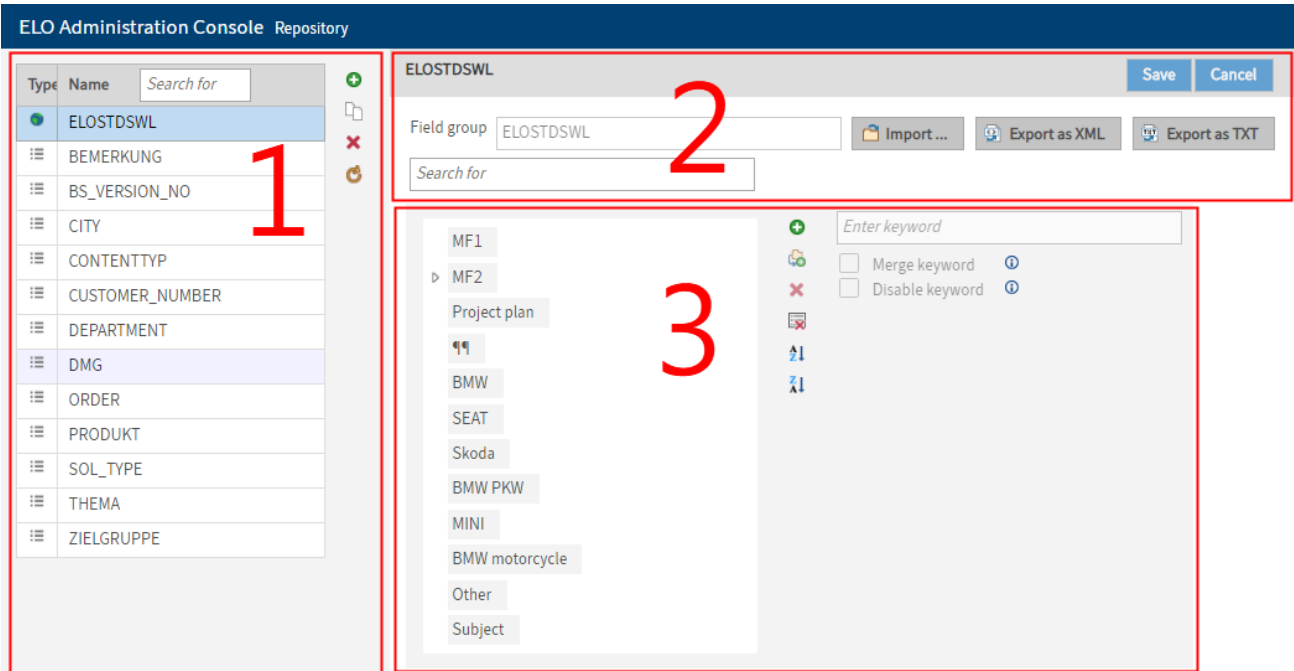 ELO Administration Console Repository
Type Name Search for
ELOSTDSWL
BEMERKUNG
BS_VERSION_NO
CITY
CONTENTTYP
CUSTOMER_NUMBER
DEPARTMENT
DMG
ORDER
PRODUKT
SOL_TYPE
THEMA
ZIELGRUPPE
1
ELOSTDSWL
Save Cancel
Field group ELOSTDSWL Import ... Export as XML Export as TXT
Search for
2
MF1
MF2
Project plan
¶¶
BMW
SEAT
Skoda
BMW PKW
MINI
BMW motorcycle
Other
Subject
3
Enter keyword
Merge keyword
Disable keyword